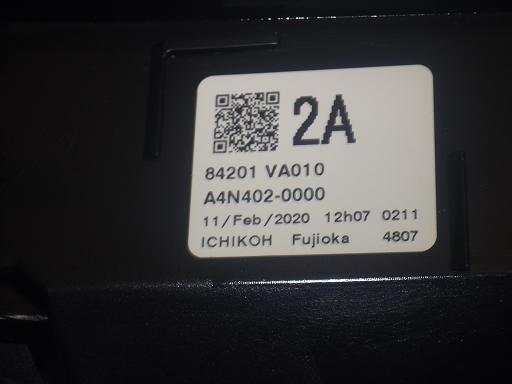 2A
84201 VA010
A4N402-0000
11/Feb/2020 12h07 0211
ICHIKOH Fujioka 4807